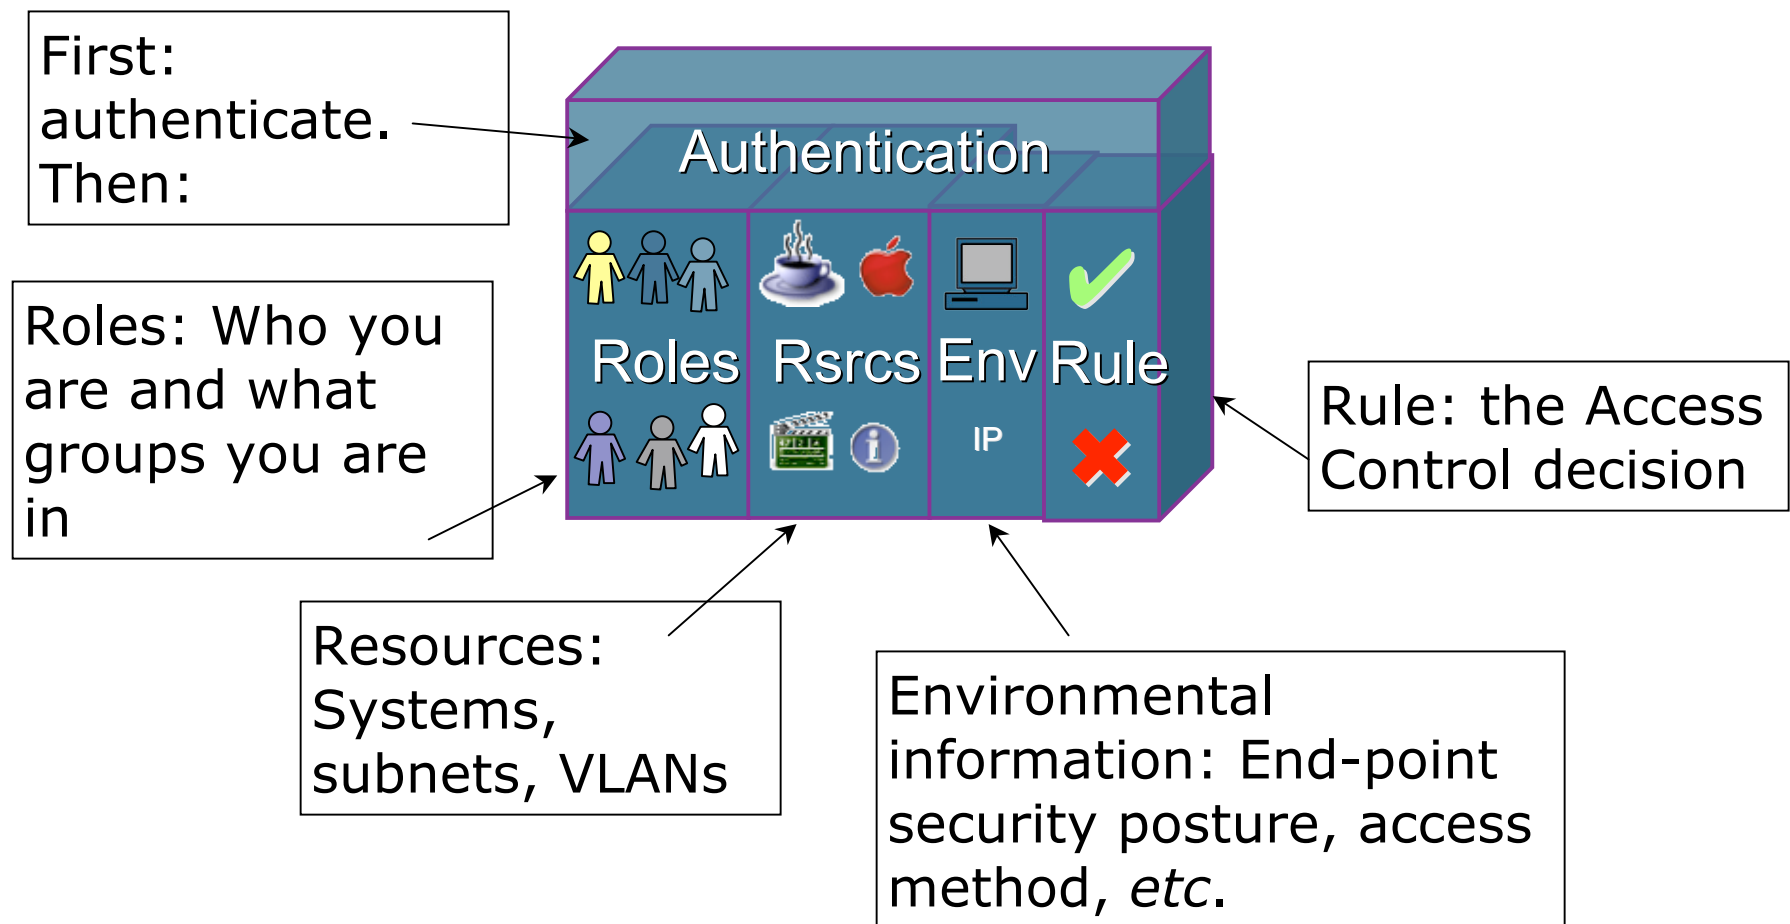 First:
authenticate.
Then:
Authentication
Roles: Who you
are and what
groups you are
in
Roles
Rsrcs
Env
Rule
IP
Rule: the Access
Control decision
Resources:
Systems,
subnets, VLANs
Environmental
information: End-point
security posture, access
method, etc.